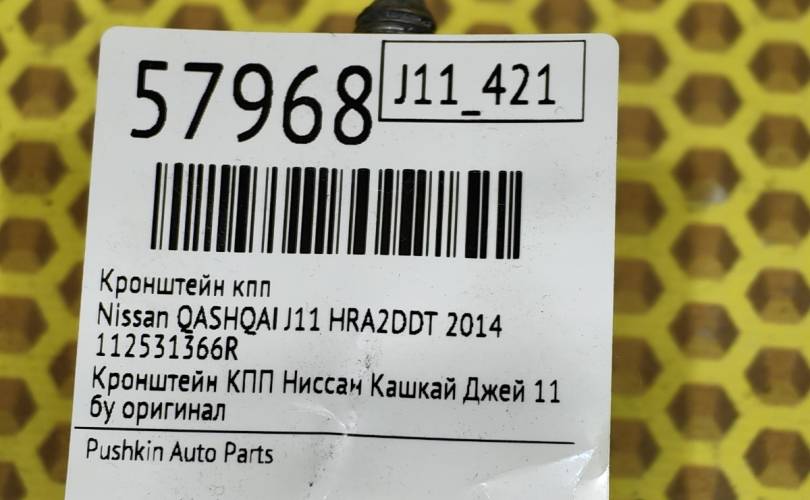 57968
J11_421
Кронштейн кпп
Nissan QASHQAI J11 HRA2DDT 2014
112531366R
Кронштейн КПП Ниссан Кашкай Джей 11
бу оригинал
Pushkin Auto Parts